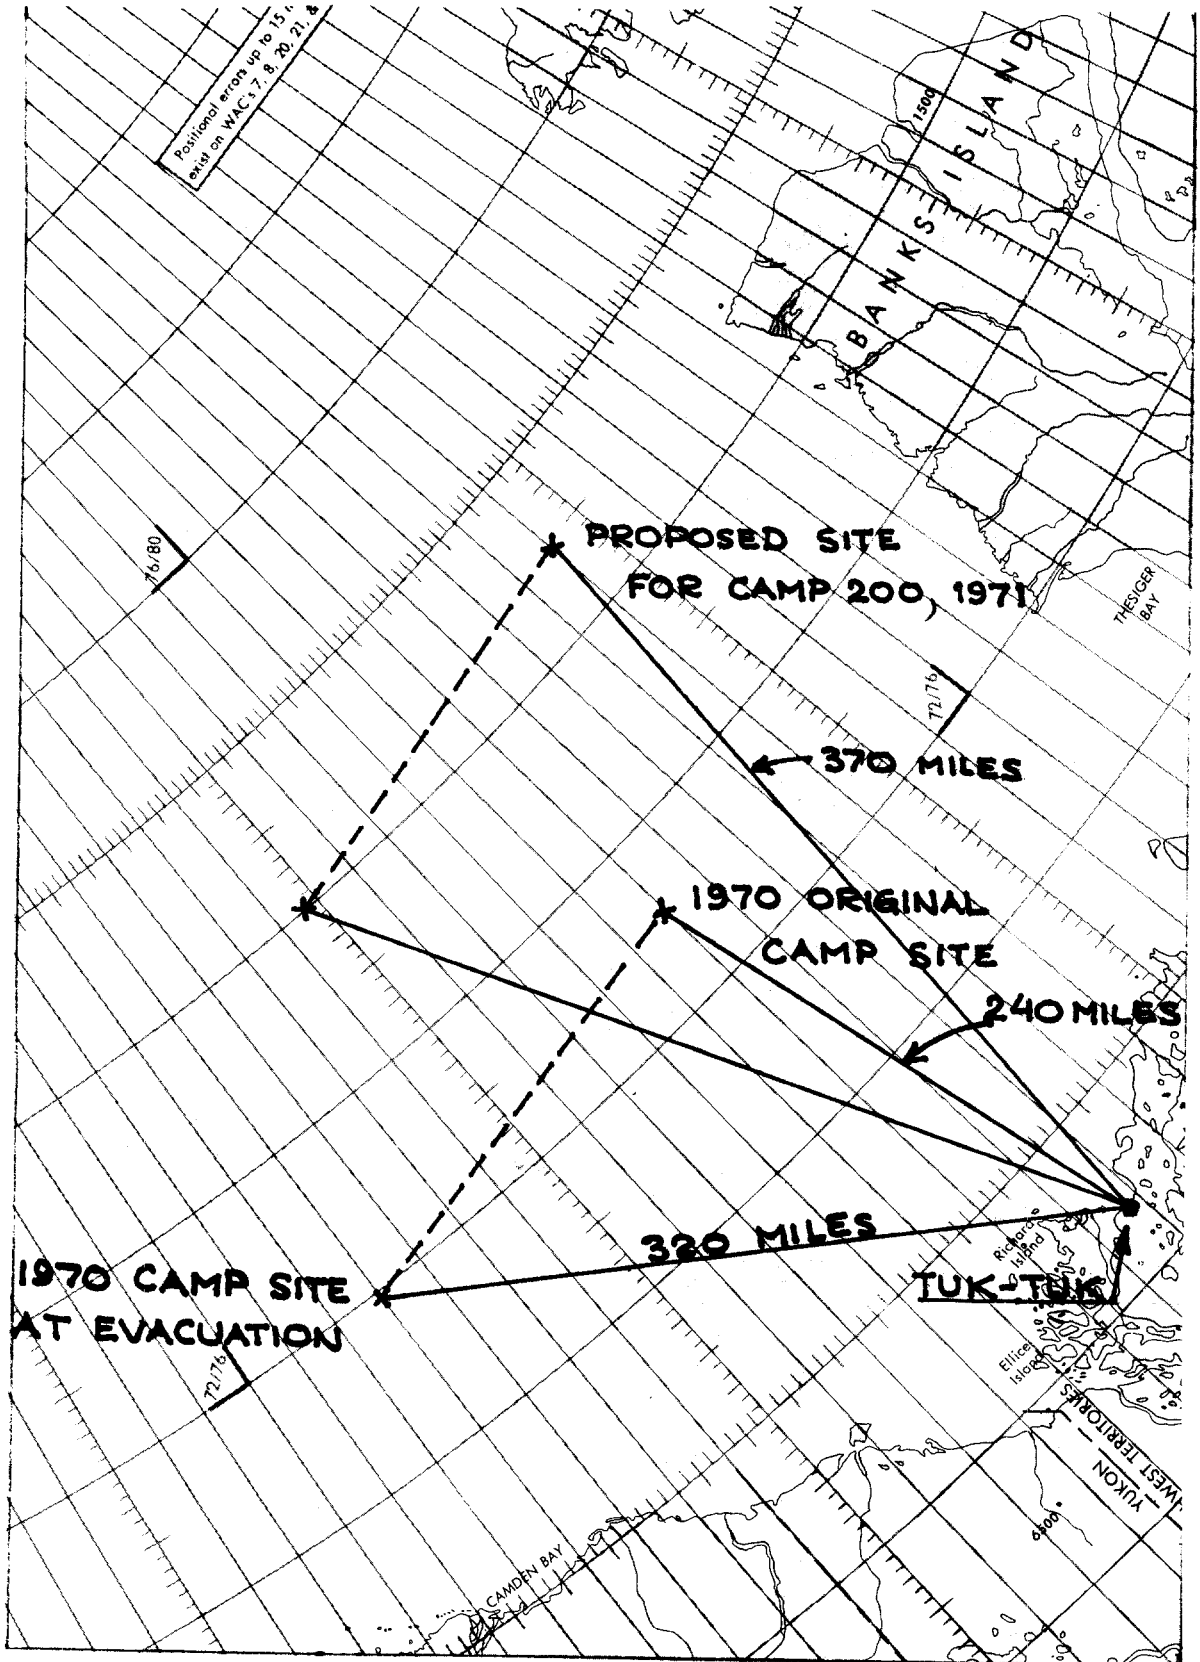 Positional errors up to 15
exist on WAC's 7, 8, 20, 21, &
1500
BANKS ISLAND
76/80
PROPOSED SITE
FOR CAMP 200, 1971
THESIGER
BAY
72/76
370 MILES
1970 ORIGINAL
CAMP SITE
240 MILES
320 MILES
Richards
Island
TUK-TUK
1970 CAMP SITE
AT EVACUATION
72/76
Ellice
Island
WEST TERRITORIES
YUKON
6500
CAMDEN BAY